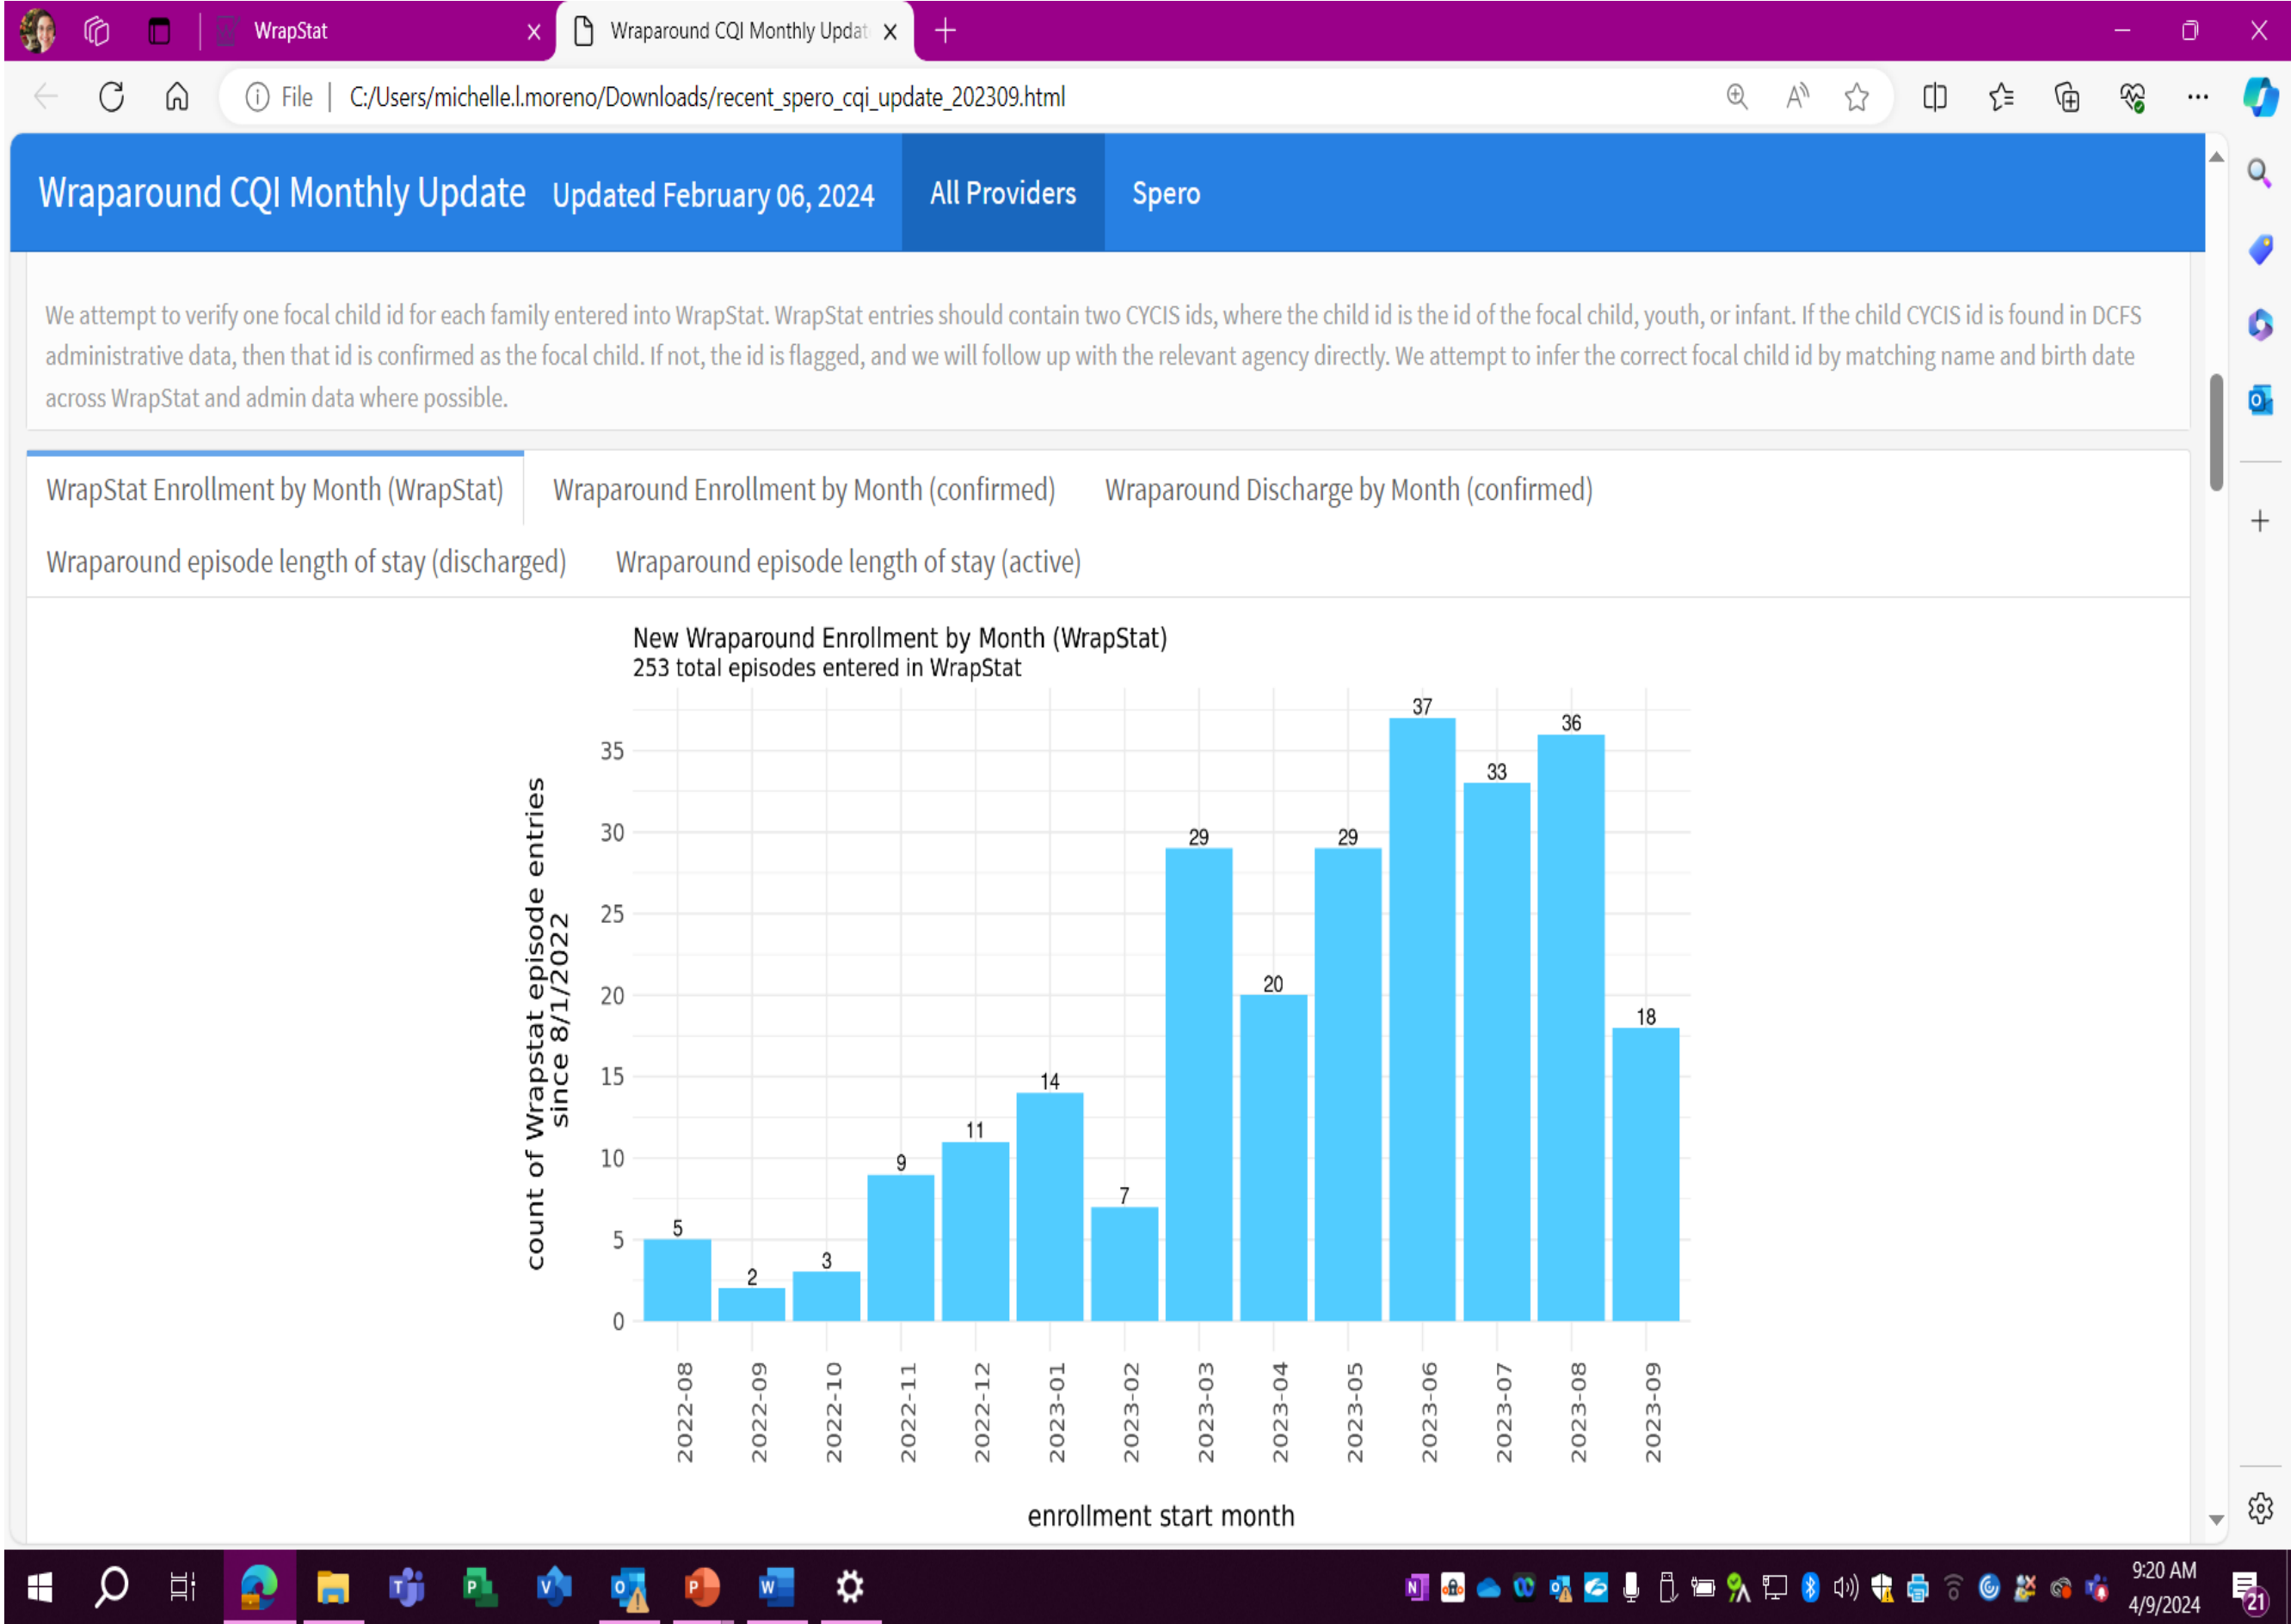 WrapStat
Wraparound CQI Monthly Updat
File
C:/Users/michelle.l.moreno/Downloads/recent_spero_cqi_update_202309.html
Wraparound CQI Monthly Update Updated February 06, 2024 All Providers Spero
We attempt to verify one focal child id for each family entered into WrapStat. WrapStat entries should contain two CYCIS ids, where the child id is the id of the focal child, youth, or infant. If the child CYCIS id is found in DCFS
administrative data, then that id is confirmed as the focal child. If not, the id is flagged, and we will follow up with the relevant agency directly. We attempt to infer the correct focal child id by matching name and birth date
across WrapStat and admin data where possible.
WrapStat Enrollment by Month (WrapStat) Wraparound Enrollment by Month (confirmed) Wraparound Discharge by Month (confirmed)
Wraparound episode length of stay (discharged) Wraparound episode length of stay (active)
New Wraparound Enrollment by Month (WrapStat)
253 total episodes entered in WrapStat
count of Wrapstat episode entries
since 8/1/2022
35
30
25
20
15
10
5
0
5
2
3
9
11
14
7
29
20
29
37
33
36
18
2022-08
2022-09
2022-10
2022-11
2022-12
2023-01
2023-02
2023-03
2023-04
2023-05
2023-06
2023-07
2023-08
2023-09
enrollment start month
9:20 AM
4/9/2024
21